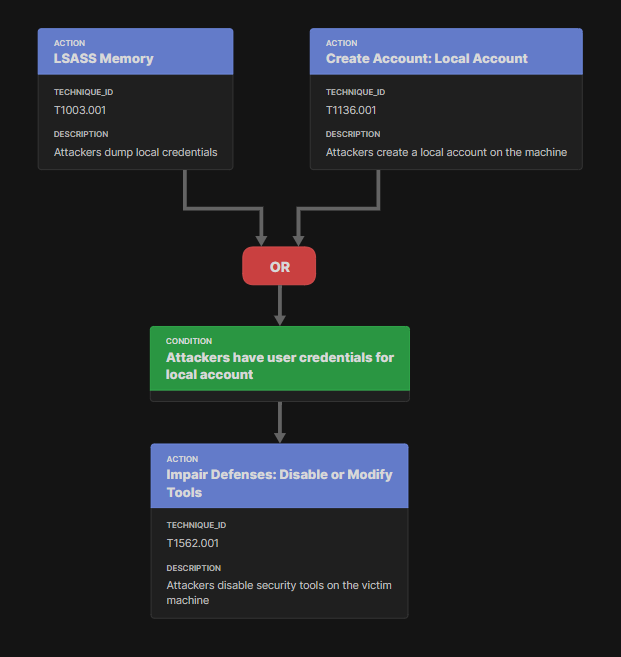 ACTION
LSASS Memory
TECHNIQUE_ID
T1003.001
DESCRIPTION
Attackers dump local credentials
ACTION
Create Account: Local Account
TECHNIQUE_ID
T1136.001
DESCRIPTION
Attackers create a local account on the machine
OR
CONDITION
Attackers have user credentials for
local account
ACTION
Impair Defenses: Disable or Modify
Tools
TECHNIQUE_ID
T1562.001
DESCRIPTION
Attackers disable security tools on the victim
machine